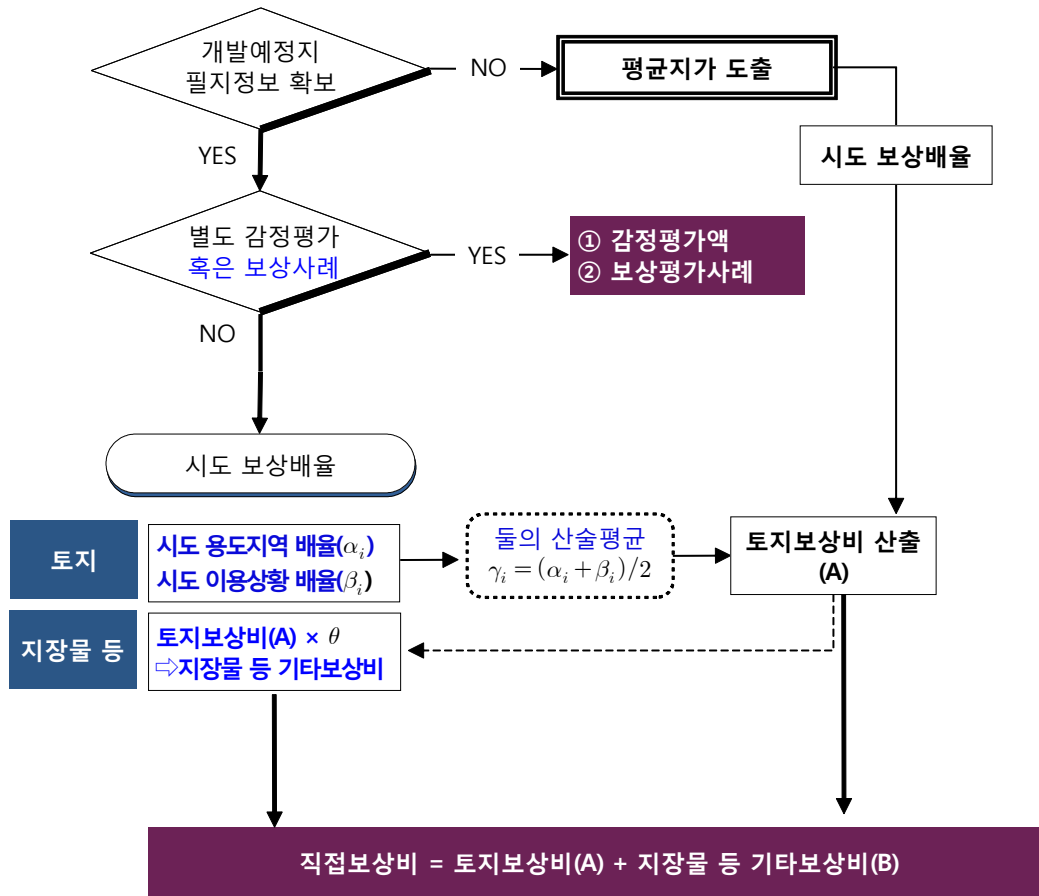 개발예정지
필지정보 확보
NO
평균지가 도출
YES
시도 보상배율
별도 감정평가
혹은 보상사례
YES
① 감정평가액
② 보상평가사례
NO
시도 보상배율
토지
시도 용도지역 배율(α_i)
시도 이용상황 배율(β_i)
둘의 산술평균
γ_i = (α_i + β_i)/2
토지보상비 산출
(A)
지장물 등
토지보상비(A) × θ
⇨지장물 등 기타보상비
직접보상비 = 토지보상비(A) + 지장물 등 기타보상비(B)